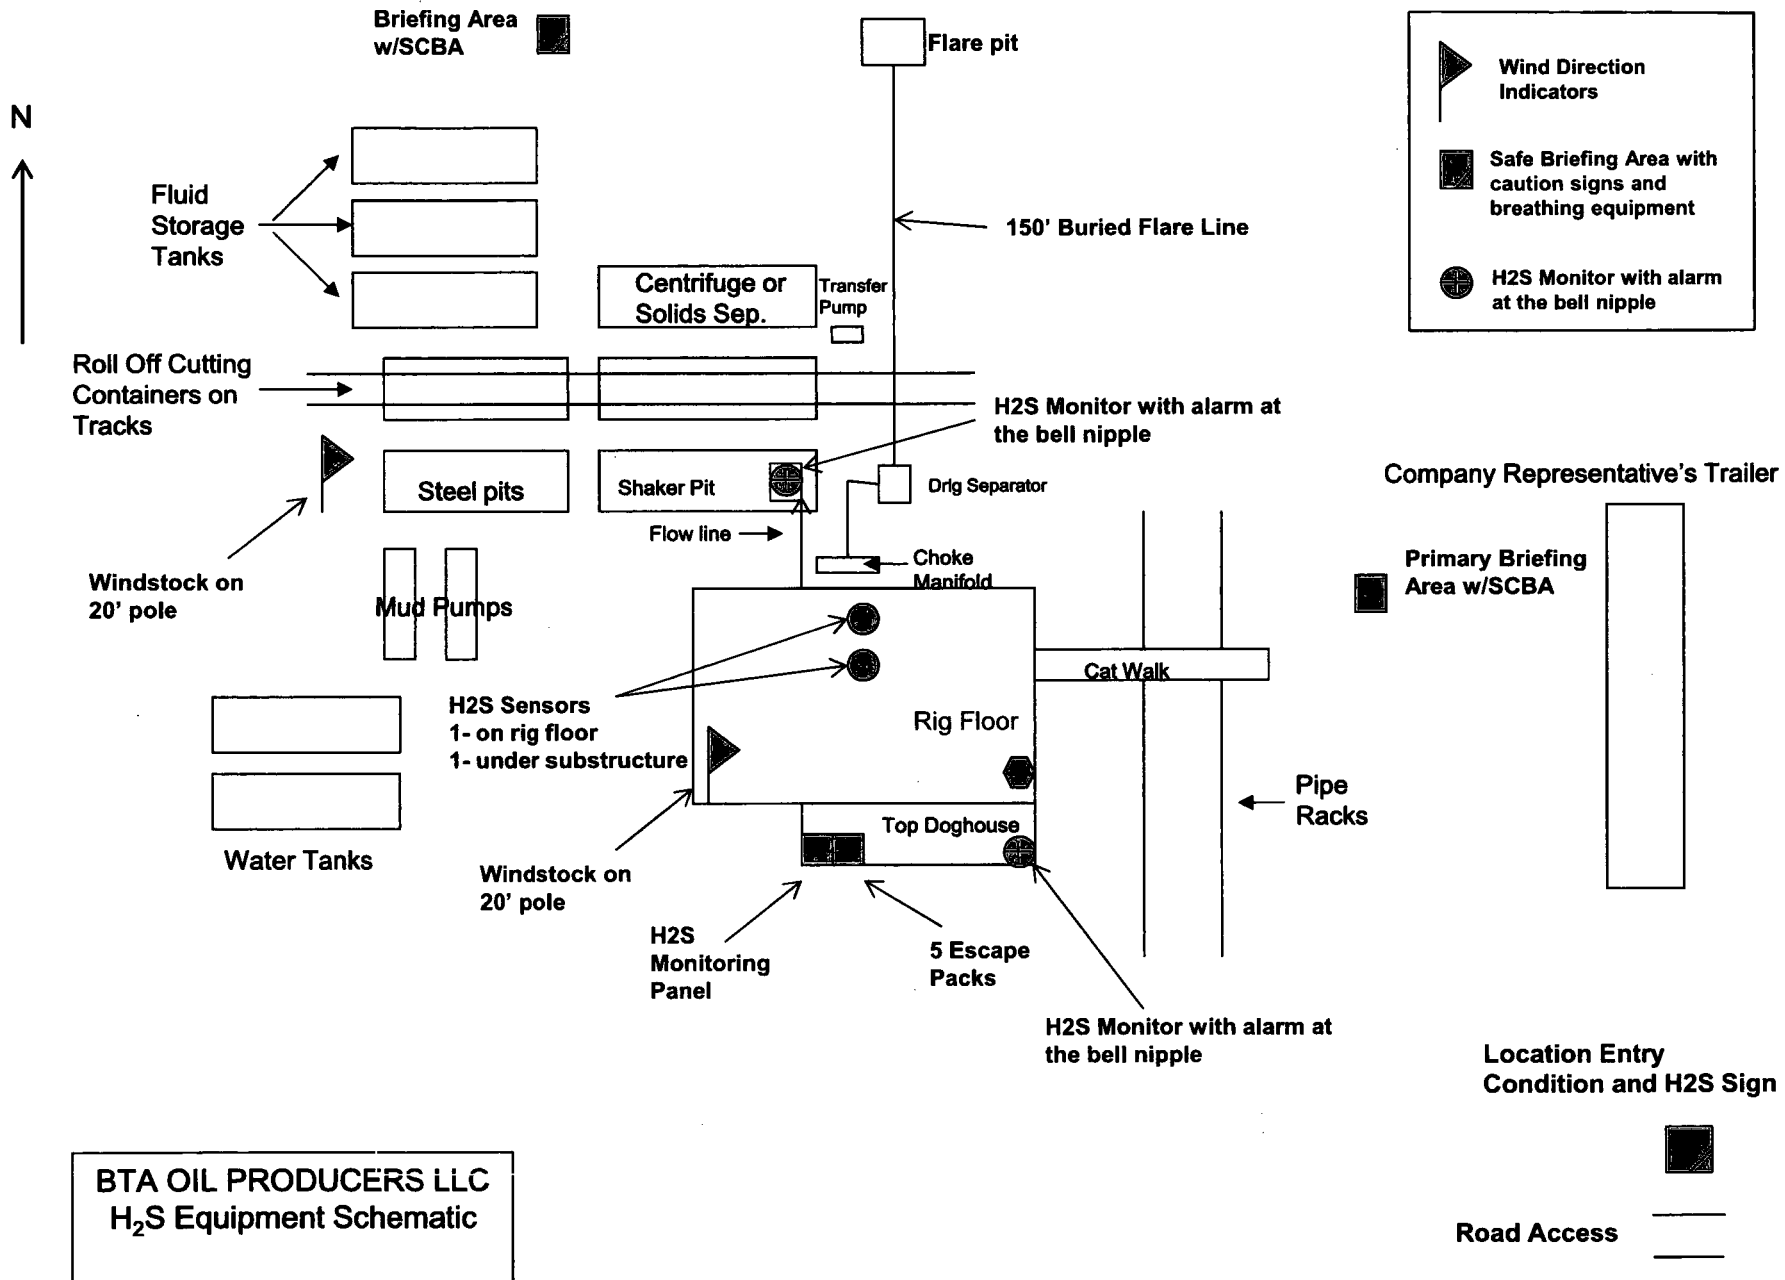 Briefing Area
w/SCBA
Flare pit
N
Wind Direction
Indicators
Safe Briefing Area with
caution signs and
breathing equipment
H2S Monitor with alarm
at the bell nipple
Fluid
Storage
Tanks
150' Buried Flare Line
Centrifuge or
Solids Sep.
Transfer
Pump
Roll Off Cutting
Containers on
Tracks
H2S Monitor with alarm at
the bell nipple
Company Representative's Trailer
Steel pits
Shaker Pit
Drlg Separator
Flow line
Choke
Manifold
Primary Briefing
Area w/SCBA
Windstock on
20' pole
Mud Pumps
Cat Walk
H2S Sensors
1- on rig floor
1- under substructure
Rig Floor
Pipe
Racks
Top Doghouse
Water Tanks
Windstock on
20' pole
H2S
Monitoring
Panel
5 Escape
Packs
H2S Monitor with alarm at
the bell nipple
Location Entry
Condition and H2S Sign
BTA OIL PRODUCERS LLC
H₂S Equipment Schematic
Road Access